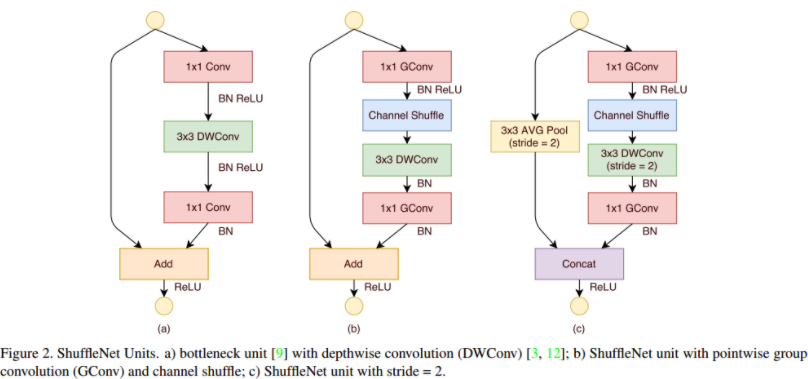 1x1 Conv
BN ReLU
3x3 DWConv
BN ReLU
1x1 Conv
BN
Add
ReLU
(a)
1x1 GConv
BN ReLU
Channel Shuffle
3x3 DWConv
BN
1x1 GConv
BN
Add
ReLU
(b)
3x3 AVG Pool
(stride = 2)
1x1 GConv
BN ReLU
Channel Shuffle
3x3 DWConv
(stride = 2)
BN
1x1 GConv
BN
Concat
ReLU
(c)
Figure 2. ShuffleNet Units. a) bottleneck unit [9] with depthwise convolution (DWConv) [3, 12]; b) ShuffleNet unit with pointwise group
convolution (GConv) and channel shuffle; c) ShuffleNet unit with stride = 2.